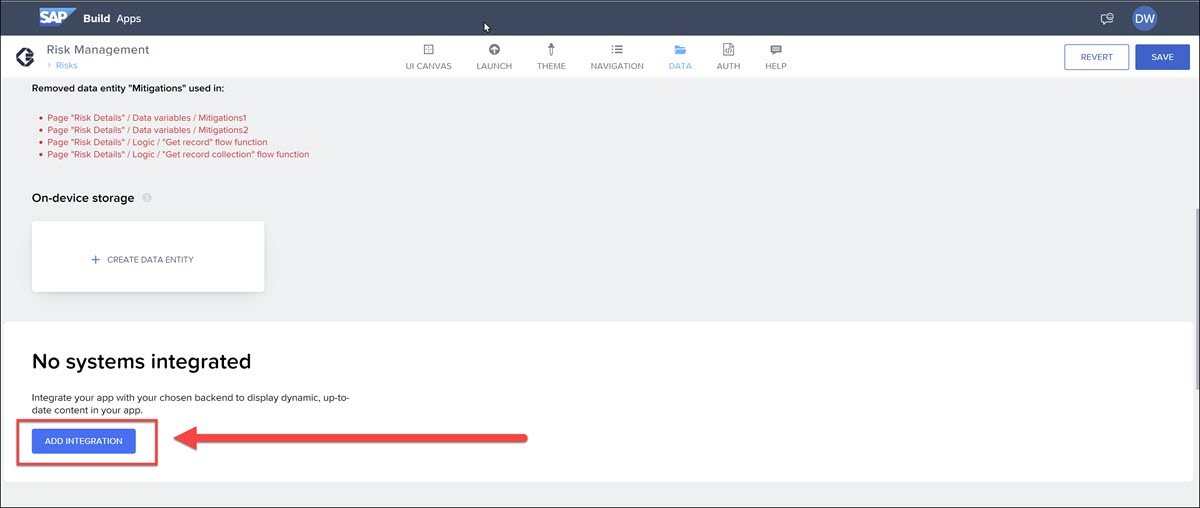 SAP Build Apps DW
Risk Management
Risks
UI CANVAS LAUNCH THEME NAVIGATION DATA AUTH HELP
REVERT SAVE
Removed data entity "Mitigations" used in:
Page "Risk Details" / Data variables / Mitigations1
Page "Risk Details" / Data variables / Mitigations2
Page "Risk Details" / Logic / "Get record" flow function
Page "Risk Details" / Logic / "Get record collection" flow function
On-device storage
+ CREATE DATA ENTITY
No systems integrated
Integrate your app with your chosen backend to display dynamic, up-to-
date content in your app.
ADD INTEGRATION